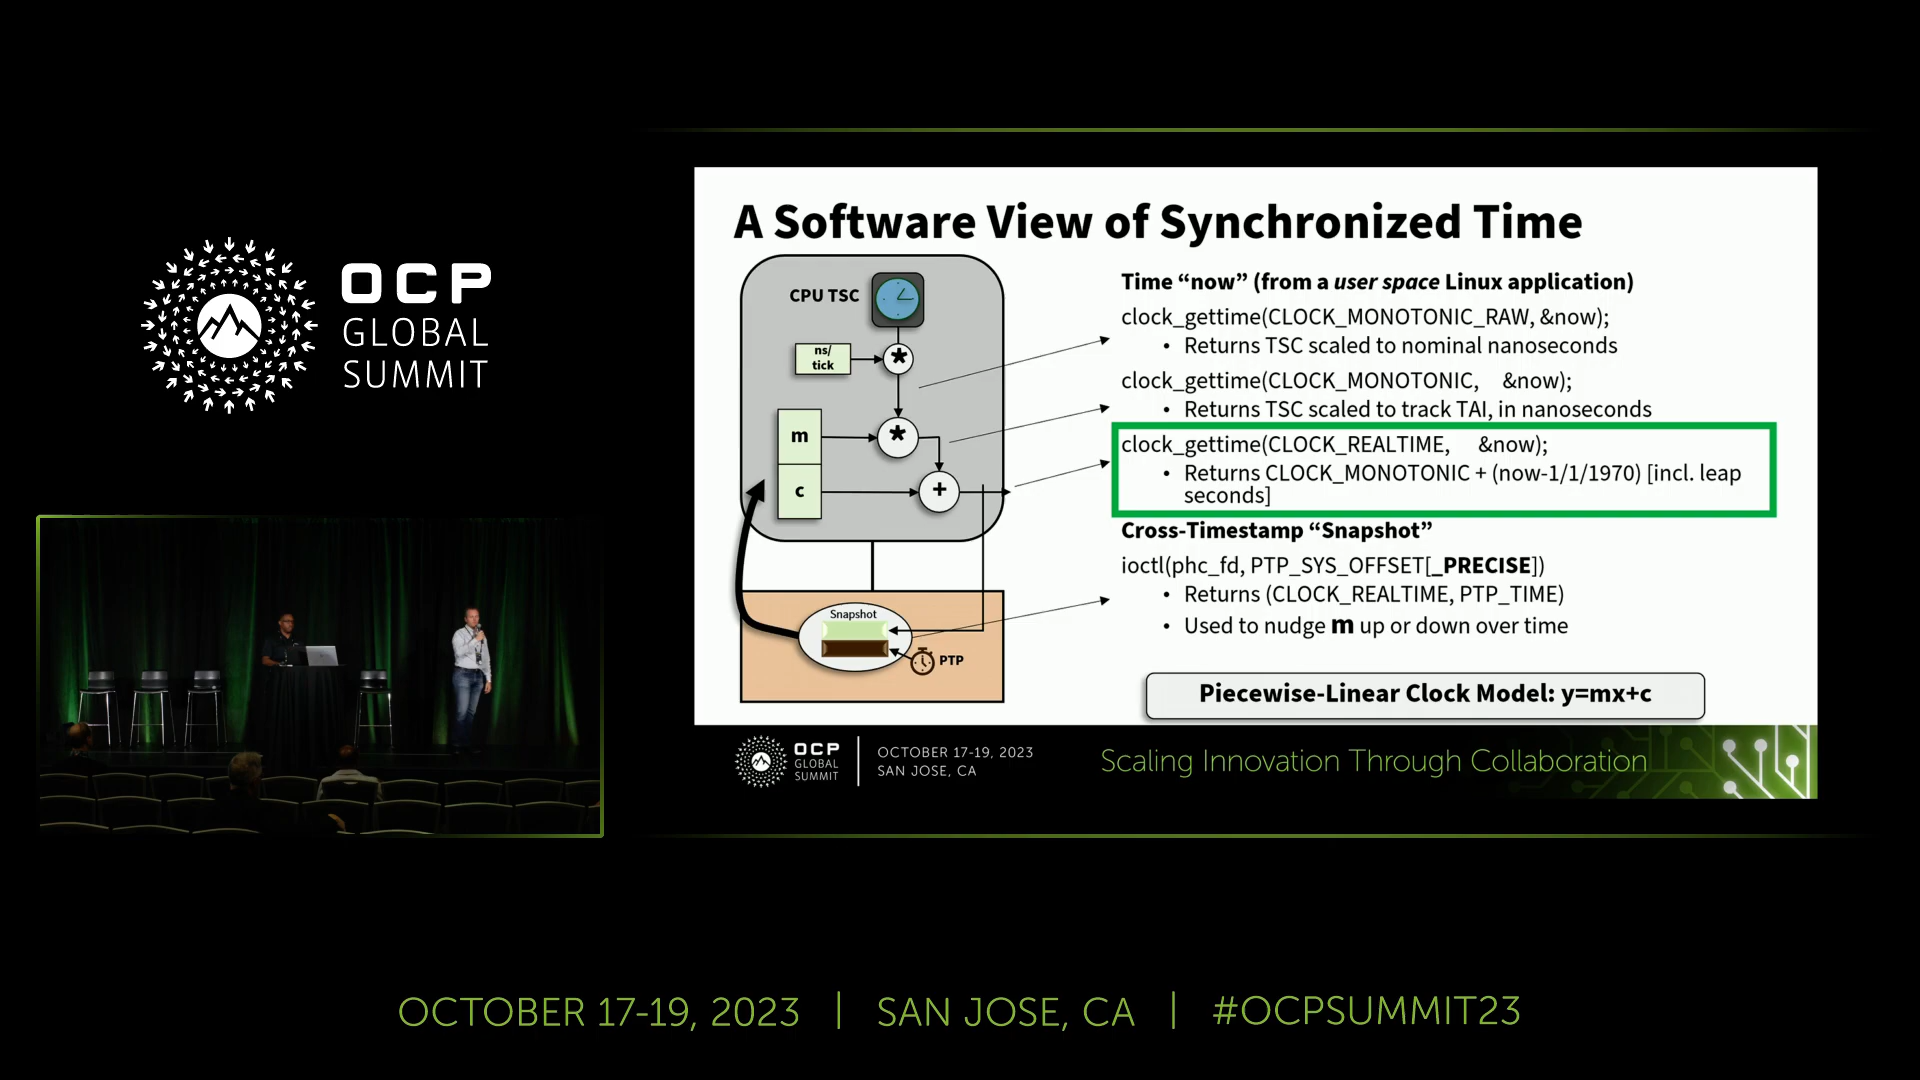 OCP
GLOBAL
SUMMIT
A Software View of Synchronized Time
CPU TSC
ns/
tick
*
m
*
c
+
Snapshot
PTP
Time “now” (from a user space Linux application)
clock_gettime(CLOCK_MONOTONIC_RAW, &now);
• Returns TSC scaled to nominal nanoseconds
clock_gettime(CLOCK_MONOTONIC, &now);
• Returns TSC scaled to track TAI, in nanoseconds
clock_gettime(CLOCK_REALTIME, &now);
• Returns CLOCK_MONOTONIC + (now-1/1/1970) [incl. leap
seconds]
Cross-Timestamp “Snapshot”
ioctl(phc_fd, PTP_SYS_OFFSET[_PRECISE])
• Returns (CLOCK_REALTIME, PTP_TIME)
• Used to nudge m up or down over time
Piecewise-Linear Clock Model: y=mx+c
OCP
GLOBAL
SUMMIT
OCTOBER 17-19, 2023
SAN JOSE, CA
Scaling Innovation Through Collaboration
OCTOBER 17-19, 2023 | SAN JOSE, CA | #OCPSUMMIT23